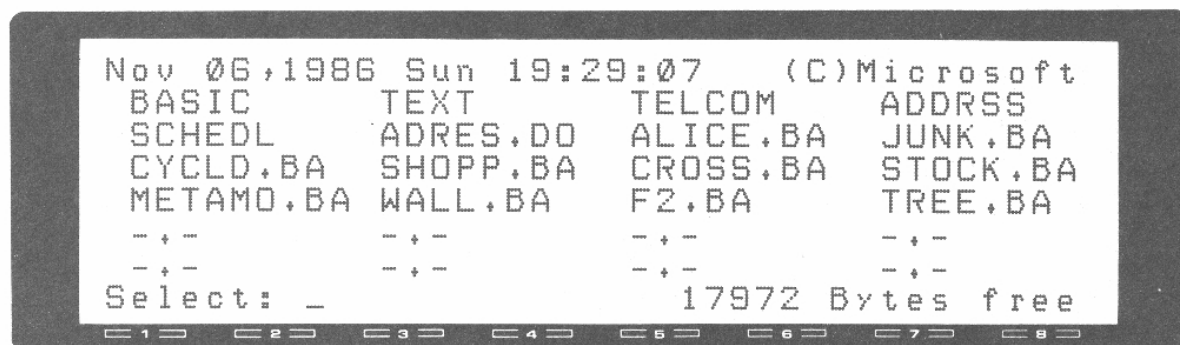 Nov 06,1986 Sun 19:29:07 (C)Microsoft
BASIC TEXT TELCOM ADDRSS
SCHEDL ADRES.DO ALICE.BA JUNK.BA
CYCLD.BA SHOPP.BA CROSS.BA STOCK.BA
METAMO.BA WALL.BA F2.BA TREE.BA
-.- -.- -.- -.-
-.- -.- -.- -.-
Select: _ 17972 Bytes free
1 2 3 4 5 6 7 8